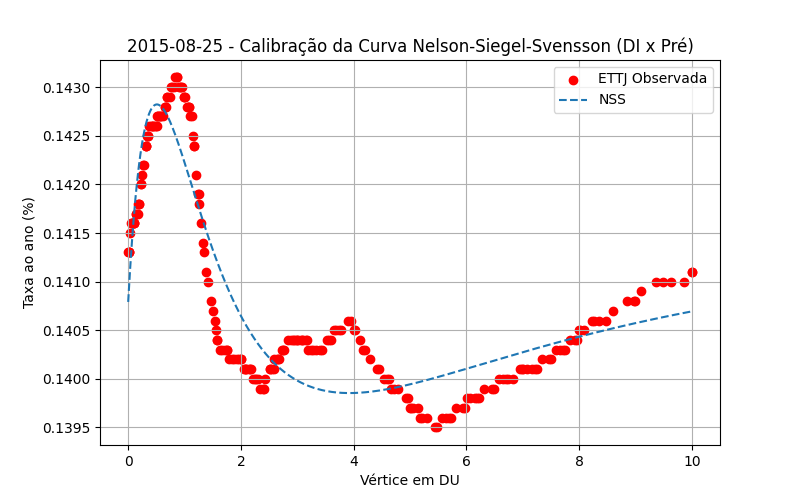 2015-08-25 - Calibração da Curva Nelson-Siegel-Svensson (DI x Pré)
ETTJ Observada
NSS
Taxa ao ano (%)
0.1430
0.1425
0.1420
0.1415
0.1410
0.1405
0.1400
0.1395
0 2 4 6 8 10
Vértice em DU